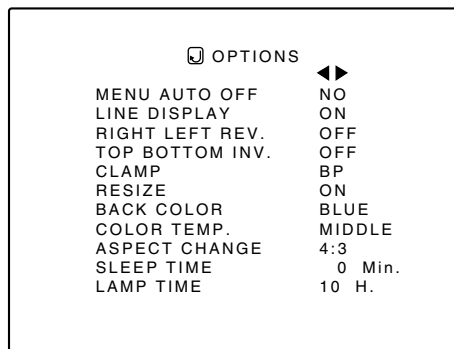 OPTIONS
◀▶
MENU AUTO OFF NO
LINE DISPLAY ON
RIGHT LEFT REV. OFF
TOP BOTTOM INV. OFF
CLAMP BP
RESIZE ON
BACK COLOR BLUE
COLOR TEMP. MIDDLE
ASPECT CHANGE 4:3
SLEEP TIME 0 Min.
LAMP TIME 10 H.